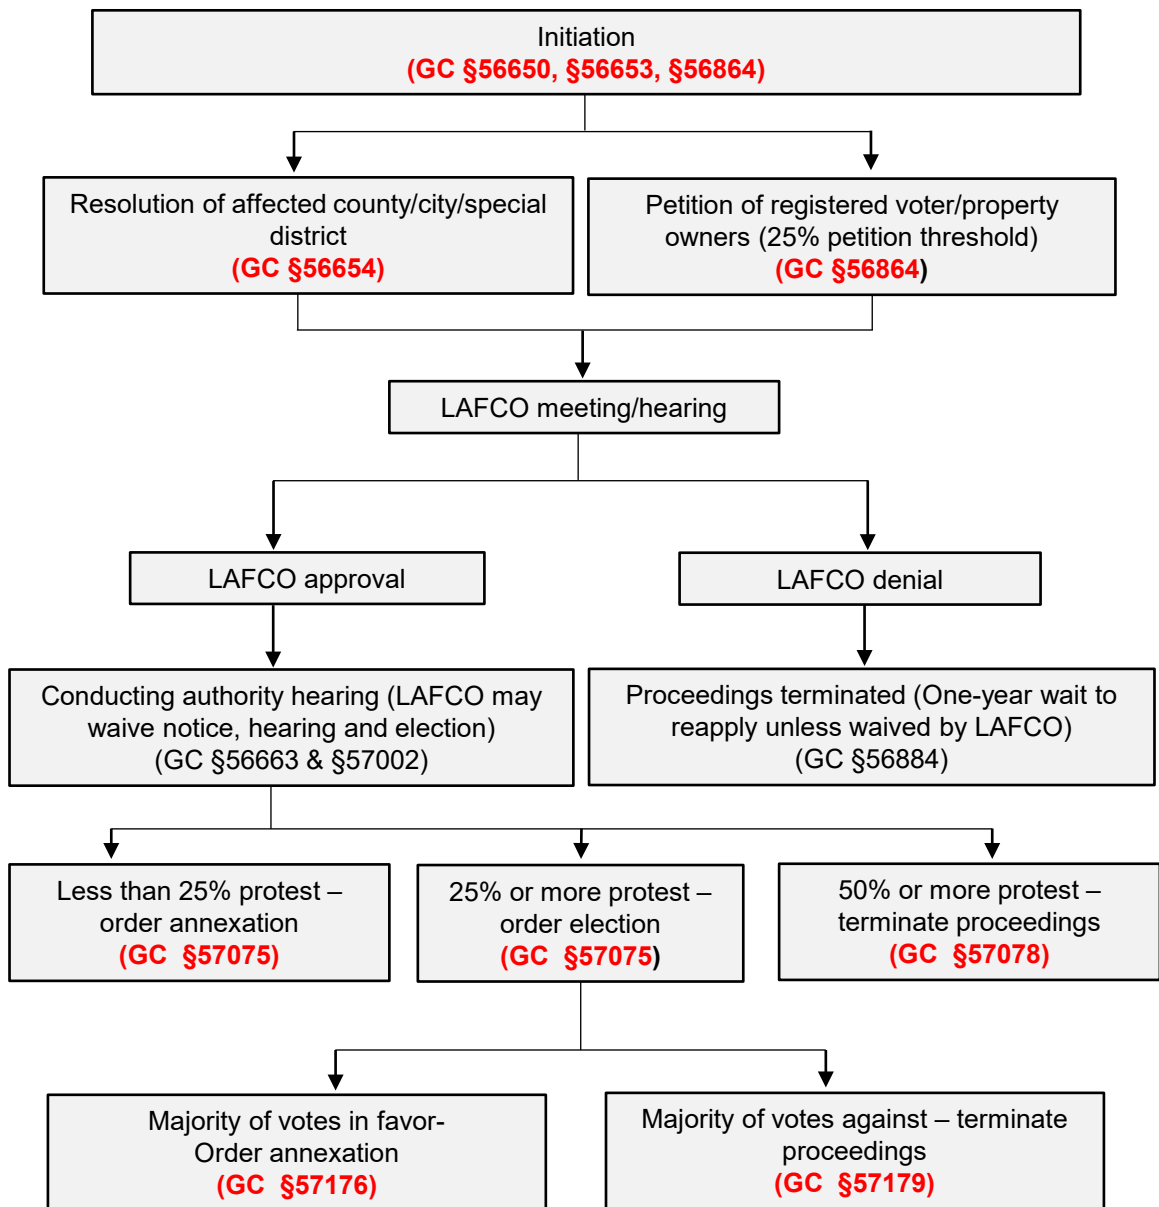 Initiation
(GC §56650, §56653, §56864)
Resolution of affected county/city/special
district
(GC §56654)
Petition of registered voter/property
owners (25% petition threshold)
(GC §56864)
LAFCO meeting/hearing
LAFCO approval
LAFCO denial
Conducting authority hearing (LAFCO may
waive notice, hearing and election)
(GC §56663 & §57002)
Proceedings terminated (One-year wait to
reapply unless waived by LAFCO)
(GC §56884)
Less than 25% protest –
order annexation
(GC §57075)
25% or more protest –
order election
(GC §57075)
50% or more protest –
terminate proceedings
(GC §57078)
Majority of votes in favor-
Order annexation
(GC §57176)
Majority of votes against – terminate
proceedings
(GC §57179)